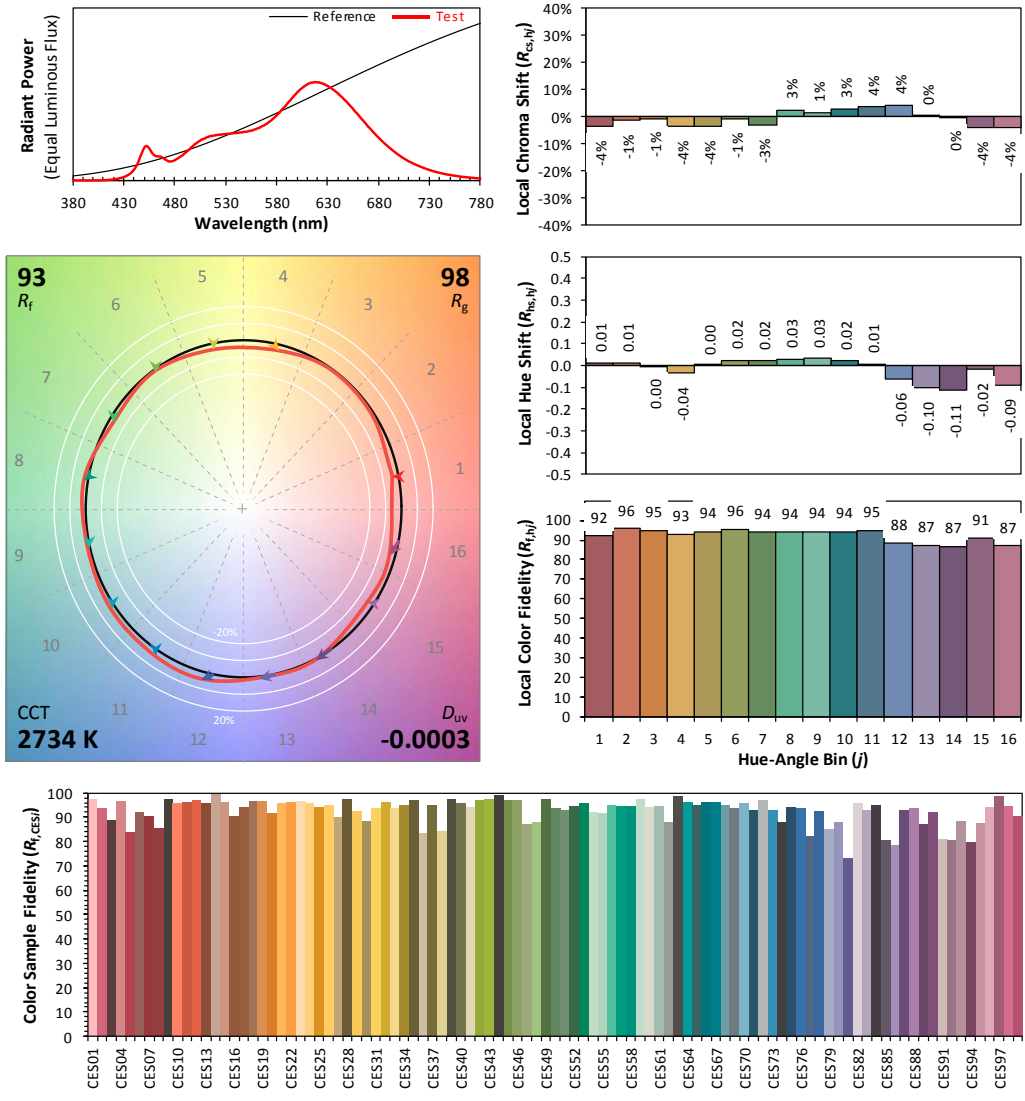 Reference
Test
Radiant Power
(Equal Luminous Flux)
380 430 480 530 580 630 680 730 780
Wavelength (nm)
Local Chroma Shift (Rcs,hj)
40%
30%
20%
10%
0%
-10%
-20%
-30%
-40%
-4% -1% -1% -4% -4% -1% -3% 3% 1% 3% 4% 4% 0% 0% -4% -4%
93
Rf
98
Rg
5 4
6 3
7 2
8 1
9 16
10 15
11 14
12 13
-20%
20%
CCT
2734 K
Duv
-0.0003
Local Hue Shift (Rhs,hj)
0.5
0.4
0.3
0.2
0.1
0.0
-0.1
-0.2
-0.3
-0.4
-0.5
0.01 0.01 0.00 -0.04 0.00 0.02 0.02 0.03 0.03 0.02 0.01 -0.06 -0.10 -0.11 -0.02 -0.09
Local Color Fidelity (Rf,hj)
100
90
80
70
60
50
40
30
20
10
0
92 96 95 93 94 96 94 94 94 94 95 88 87 87 91 87
1 2 3 4 5 6 7 8 9 10 11 12 13 14 15 16
Hue-Angle Bin (j)
Color Sample Fidelity (Rf,CESi)
100
90
80
70
60
50
40
30
20
10
0
CES01 CES04 CES07 CES10 CES13 CES16 CES19 CES22 CES25 CES28 CES31 CES34 CES37 CES40 CES43 CES46 CES49 CES52 CES55 CES58 CES61 CES64 CES67 CES70 CES73 CES76 CES79 CES82 CES85 CES88 CES91 CES94 CES97